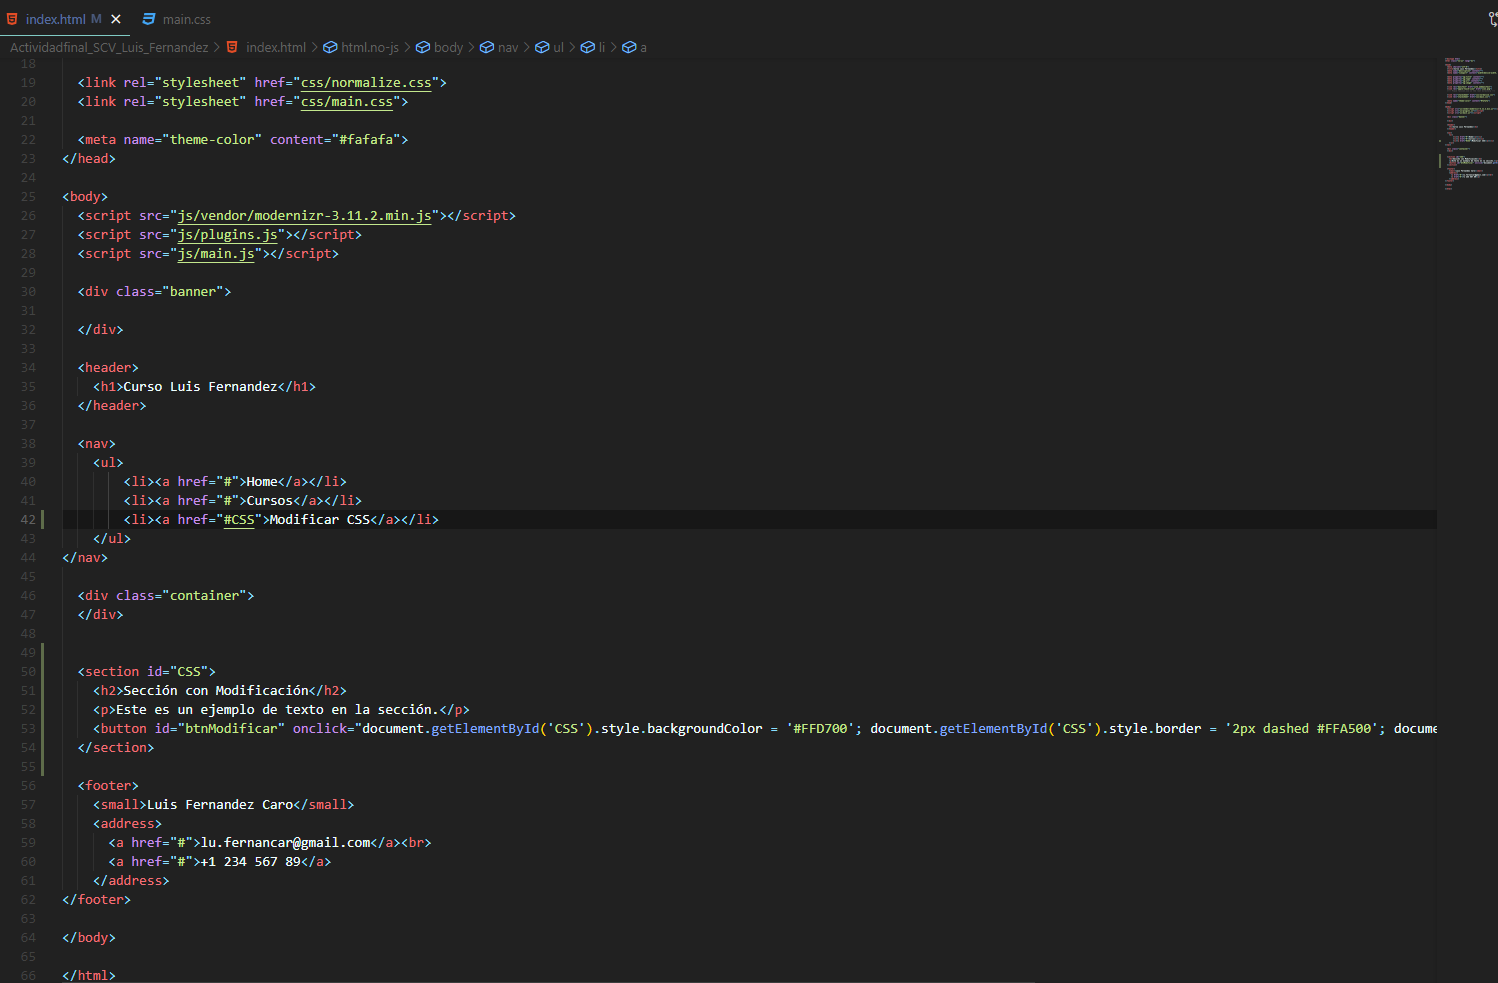 index.html M
main.css
Actividadfinal_SCV_Luis_Fernandez > index.html > html.no-js > body > nav > ul > li > a
18
19 <link rel="stylesheet" href="css/normalize.css">
20 <link rel="stylesheet" href="css/main.css">
21
22 <meta name="theme-color" content="#fafafa">
23 </head>
24
25 <body>
26 <script src="js/vendor/modernizr-3.11.2.min.js"></script>
27 <script src="js/plugins.js"></script>
28 <script src="js/main.js"></script>
29
30 <div class="banner">
31
32 </div>
33
34 <header>
35 <h1>Curso Luis Fernandez</h1>
36 </header>
37
38 <nav>
39 <ul>
40 <li><a href="#">Home</a></li>
41 <li><a href="#">Cursos</a></li>
42 <li><a href="#CSS">Modificar CSS</a></li>
43 </ul>
44 </nav>
45
46 <div class="container">
47 </div>
48
49
50 <section id="CSS">
51 <h2>Sección con Modificación</h2>
52 <p>Este es un ejemplo de texto en la sección.</p>
53 <button id="btnModificar" onclick="document.getElementById('CSS').style.backgroundColor = '#FFD700'; document.getElementById('CSS').style.border = '2px dashed #FFA500'; docume
54 </section>
55
56 <footer>
57 <small>Luis Fernandez Caro</small>
58 <address>
59 <a href="#">lu.fernancar@gmail.com</a><br>
60 <a href="#">+1 234 567 89</a>
61 </address>
62 </footer>
63
64 </body>
65
66 </html>